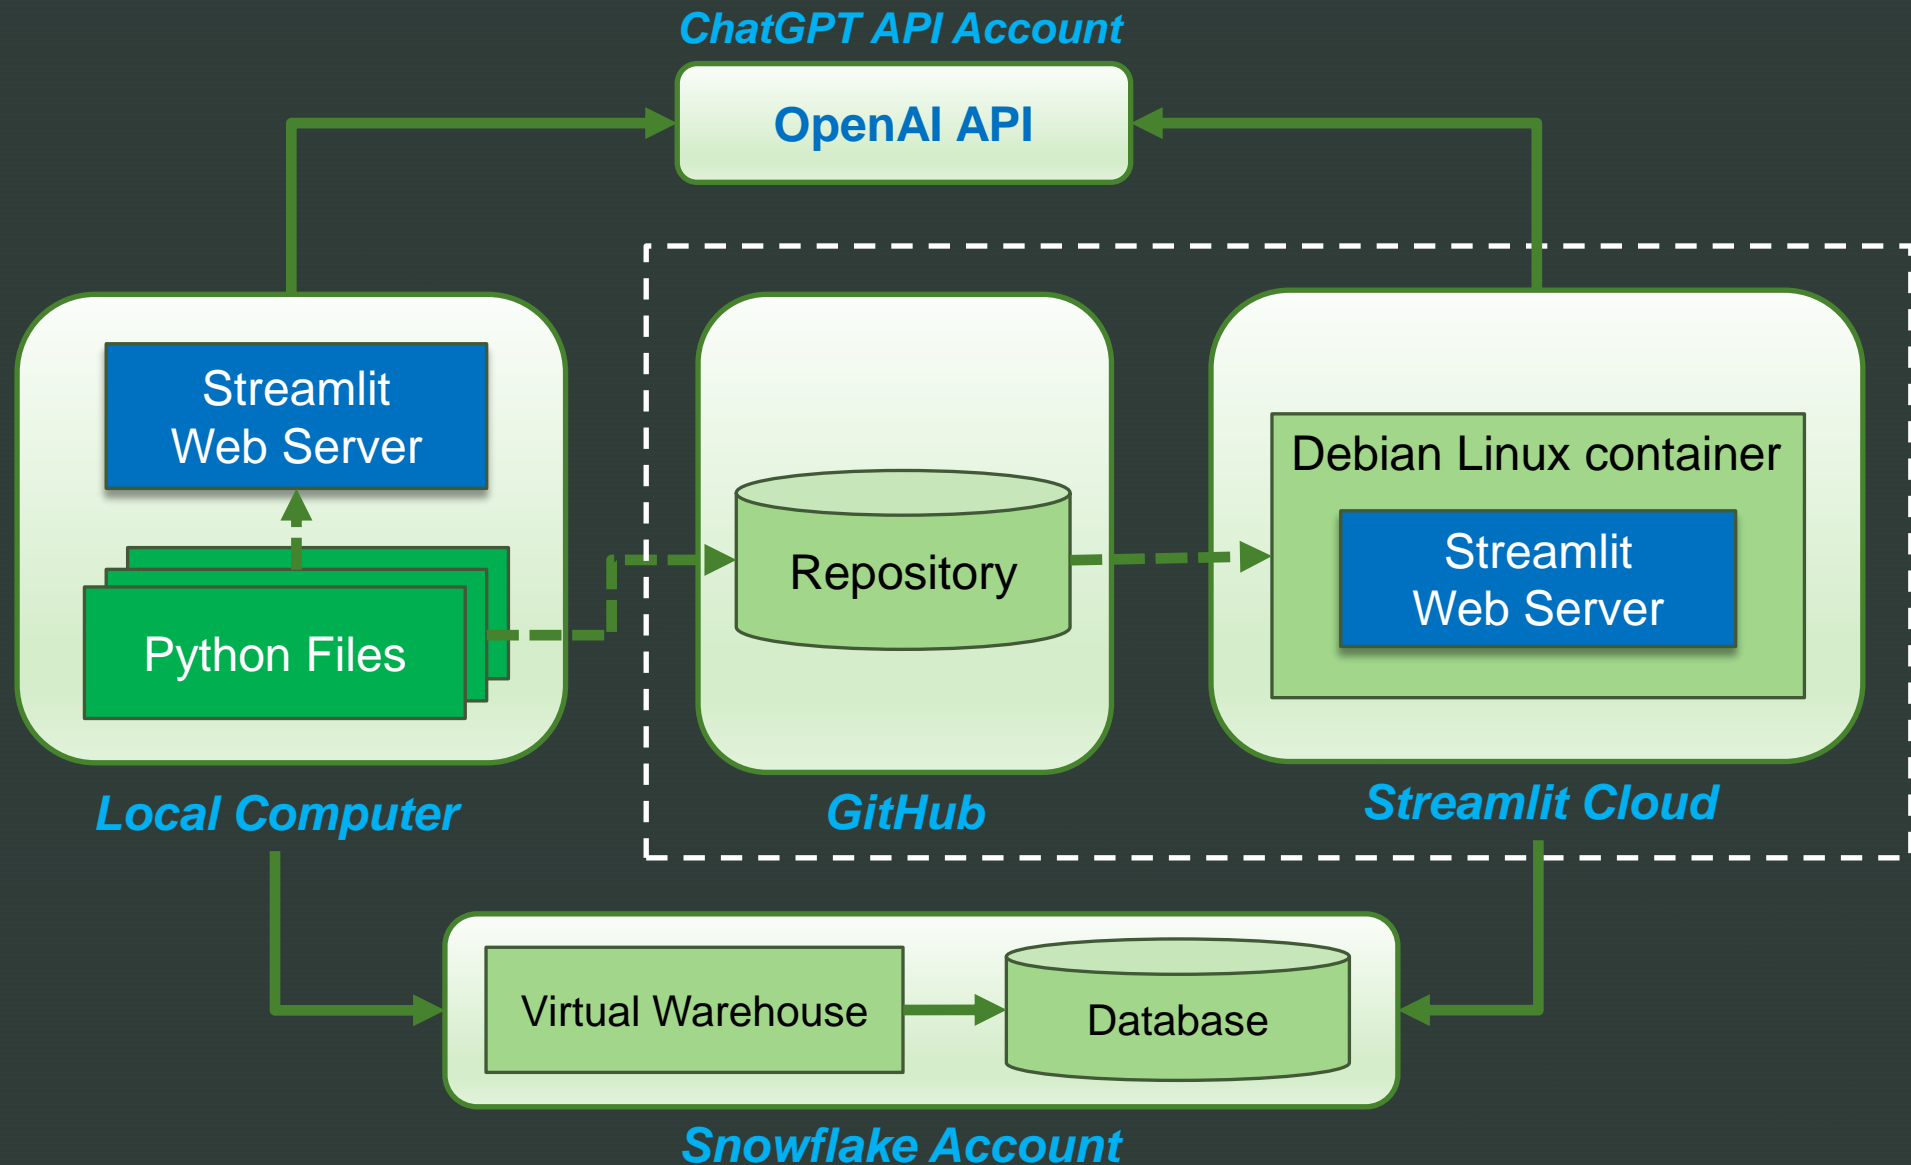 ChatGPT API Account
OpenAI API
Streamlit
Web Server
Python Files
Local Computer
Repository
GitHub
Debian Linux container
Streamlit
Web Server
Streamlit Cloud
Virtual Warehouse
Database
Snowflake Account